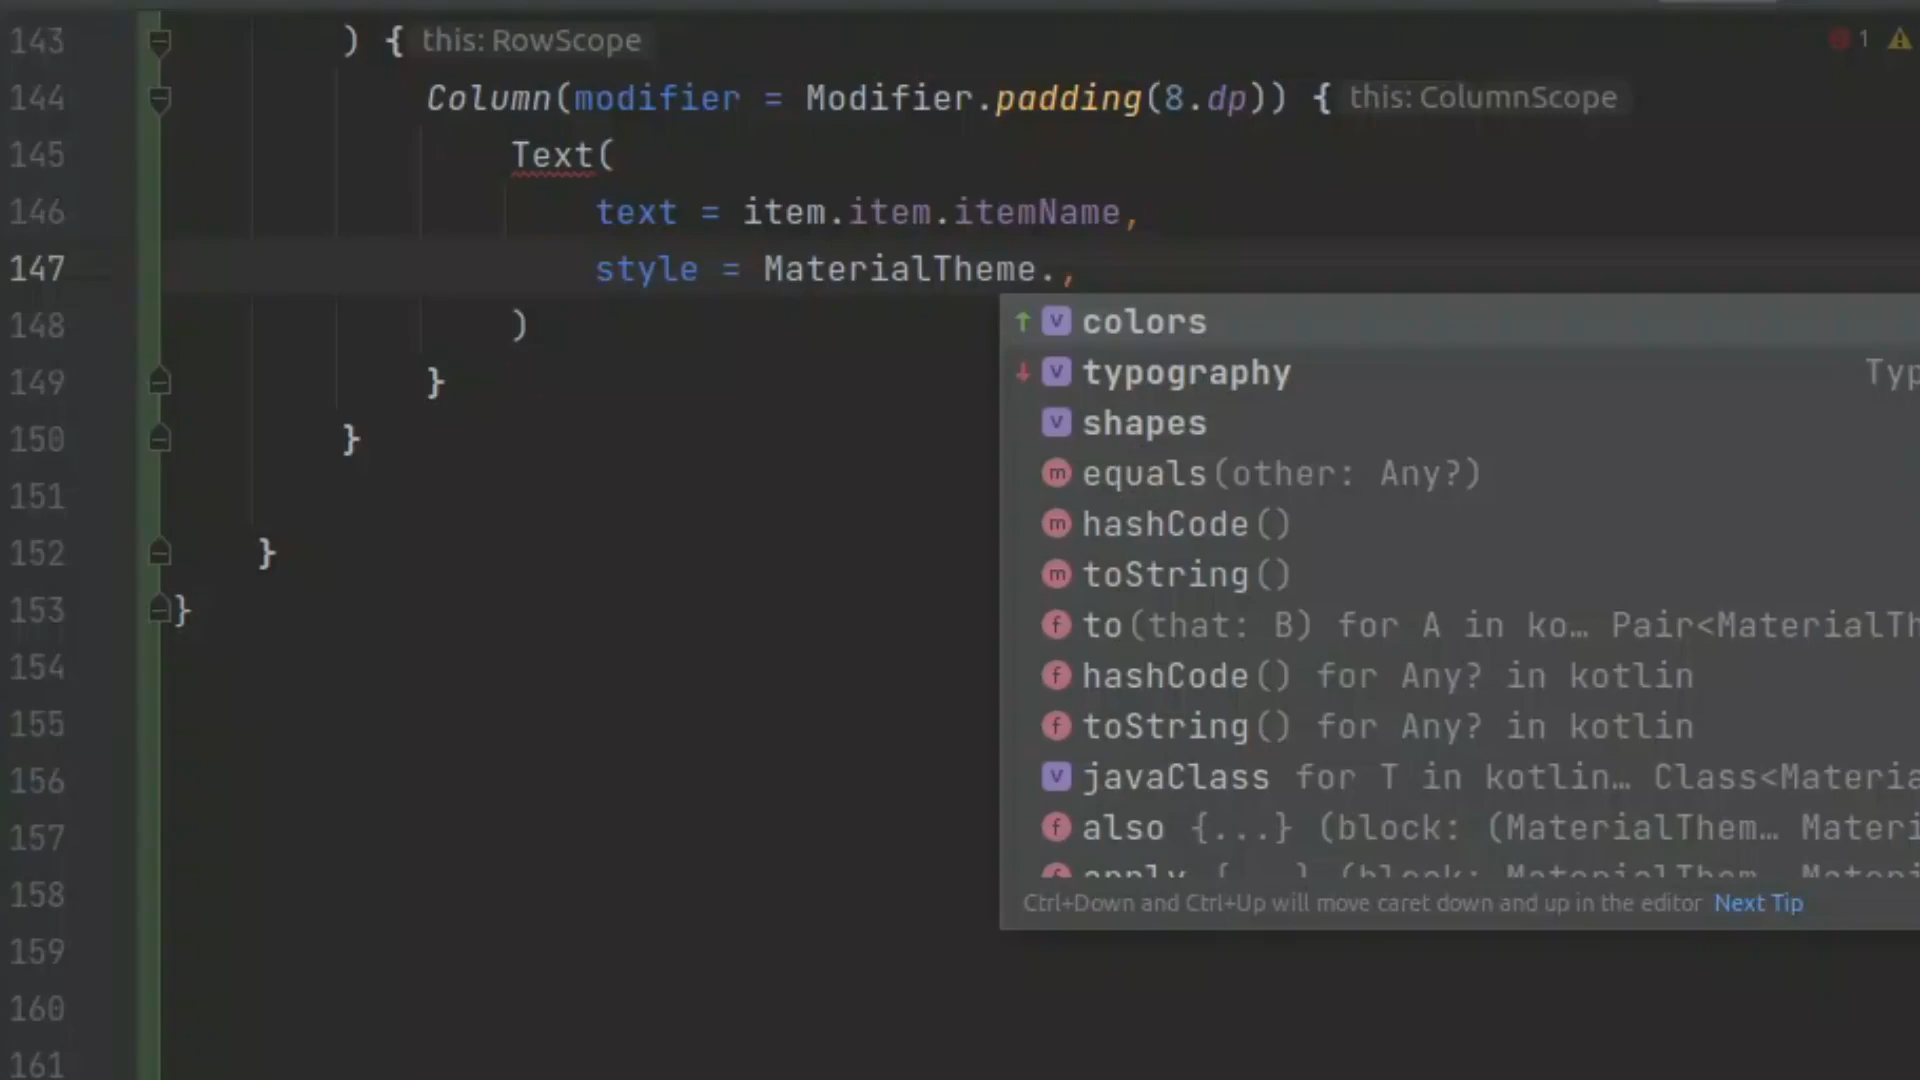 143 ) { this: RowScope 1
144 Column(modifier = Modifier.padding(8.dp)) { this: ColumnScope
145 Text(
146 text = item.item.itemName,
147 style = MaterialTheme.,
148 )
149 }
150 }
151
152 }
153 }
154
155
156
157
158
159
160
161
colors
typography Typ
shapes
equals(other: Any?)
hashCode()
toString()
to(that: B) for A in ko… Pair<MaterialTh
hashCode() for Any? in kotlin
toString() for Any? in kotlin
javaClass for T in kotlin… Class<Materia
also {...} (block: (MaterialThem… Materi
apply {...} (block: MaterialThem… Materi
Ctrl+Down and Ctrl+Up will move caret down and up in the editor Next Tip